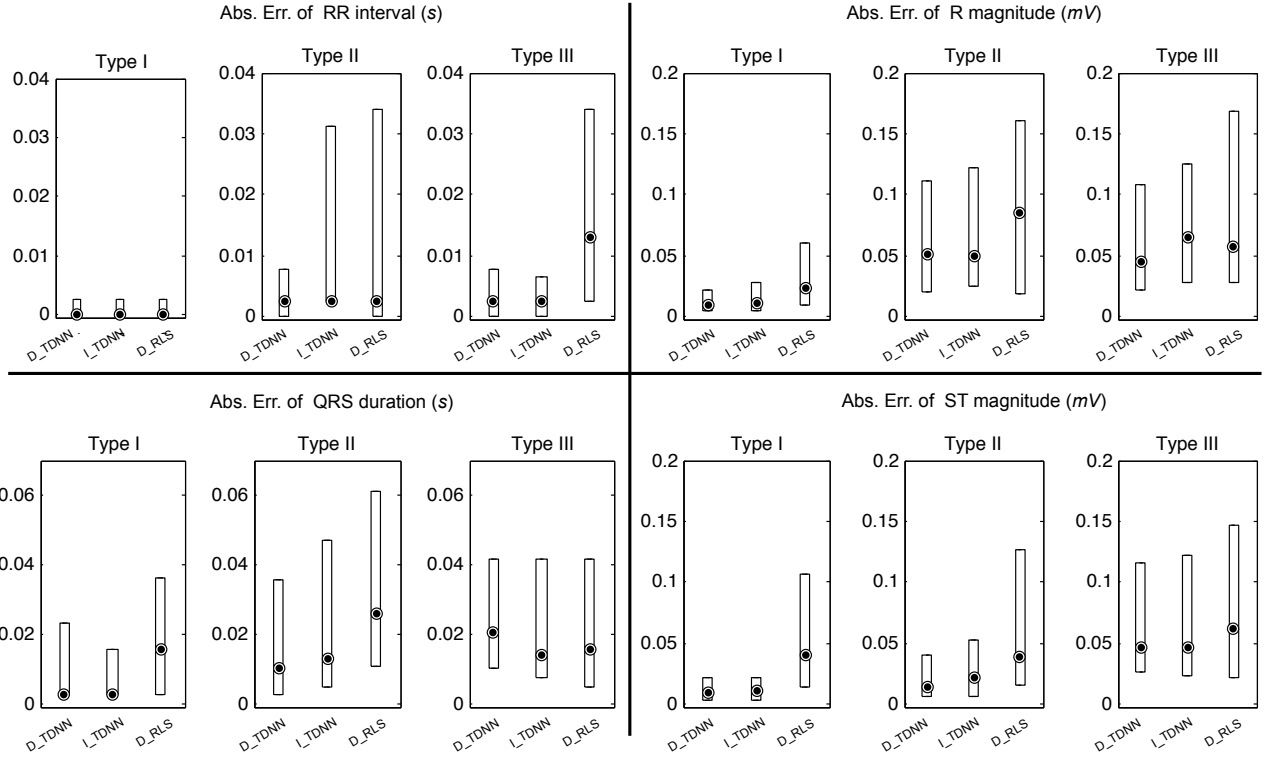 Abs. Err. of RR interval (s)
Type I
0.04
0.03
0.02
0.01
0
D_TDNN
I_TDNN
D_RLS
Type II
0.04
0.03
0.02
0.01
0
D_TDNN
I_TDNN
D_RLS
Type III
0.04
0.03
0.02
0.01
0
D_TDNN
I_TDNN
D_RLS
Abs. Err. of R magnitude (mV)
Type I
0.2
0.15
0.1
0.05
0
D_TDNN
I_TDNN
D_RLS
Type II
0.2
0.15
0.1
0.05
0
D_TDNN
I_TDNN
D_RLS
Type III
0.2
0.15
0.1
0.05
0
D_TDNN
I_TDNN
D_RLS
Abs. Err. of QRS duration (s)
Type I
0.06
0.04
0.02
0
D_TDNN
I_TDNN
D_RLS
Type II
0.06
0.04
0.02
0
D_TDNN
I_TDNN
D_RLS
Type III
0.06
0.04
0.02
0
D_TDNN
I_TDNN
D_RLS
Abs. Err. of ST magnitude (mV)
Type I
0.2
0.15
0.1
0.05
0
D_TDNN
I_TDNN
D_RLS
Type II
0.2
0.15
0.1
0.05
0
D_TDNN
I_TDNN
D_RLS
Type III
0.2
0.15
0.1
0.05
0
D_TDNN
I_TDNN
D_RLS